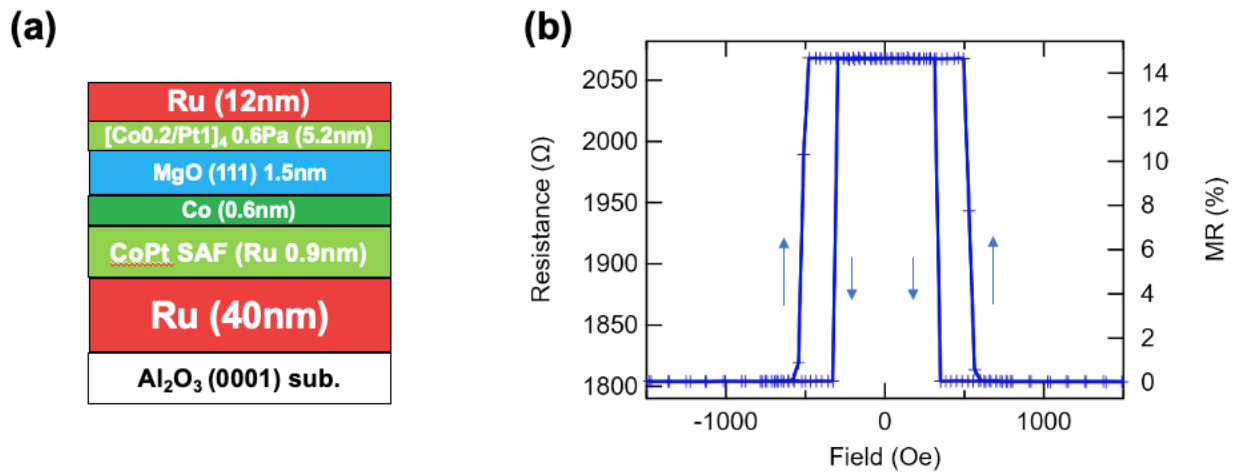 (a)
Ru (12nm)
[Co0.2/Pt1]₄ 0.6Pa (5.2nm)
MgO (111) 1.5nm
Co (0.6nm)
CoPt SAF (Ru 0.9nm)
Ru (40nm)
Al₂O₃ (0001) sub.
(b)
Resistance (Ω)
2050
2000
1950
1900
1850
1800
-1000
0
1000
Field (Oe)
14
12
10
8
6
4
2
0
MR (%)